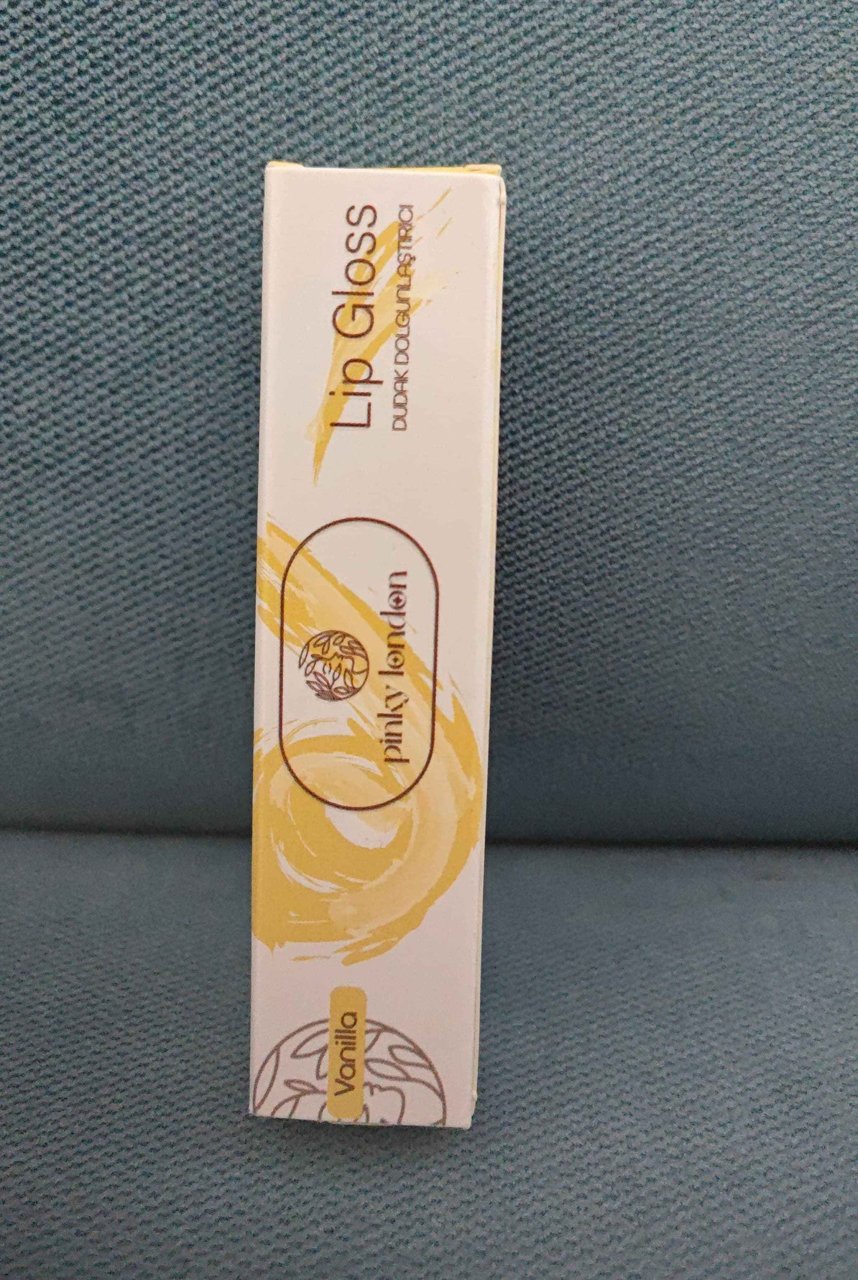 Lip Gloss
DUDAK DOLGUNLAŞTIRICI
pinky london
Vanilla